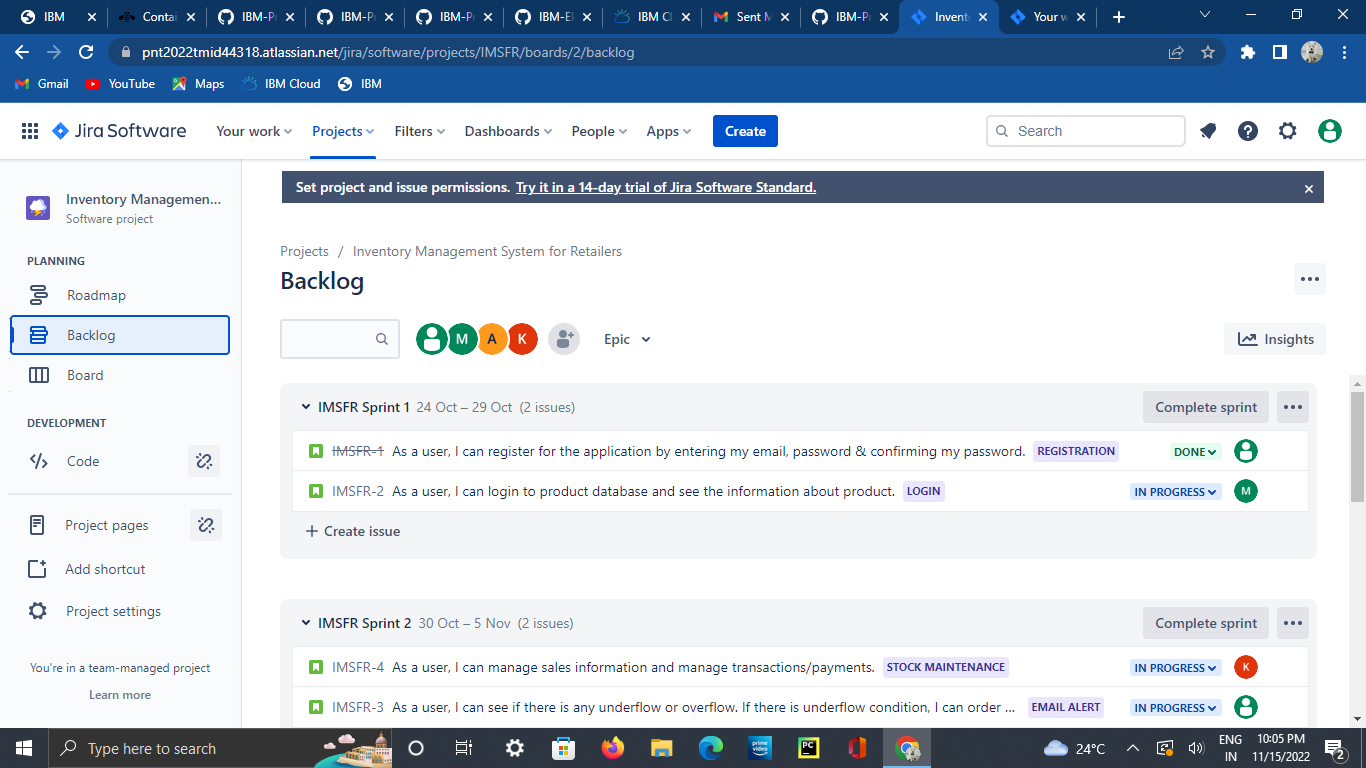 IBM
Contai
IBM-Pr
IBM-Pr
IBM-Pr
IBM-E
IBM Cl
Sent M
IBM-Pr
Invent
Your w
pnt2022tmid44318.atlassian.net/jira/software/projects/IMSFR/boards/2/backlog
Gmail YouTube Maps IBM Cloud IBM
Jira Software Your work Projects Filters Dashboards People Apps Create Search
Set project and issue permissions. Try it in a 14-day trial of Jira Software Standard.
Inventory Managemen...
Software project
PLANNING
Roadmap
Backlog
Board
DEVELOPMENT
Code
Project pages
Add shortcut
Project settings
You're in a team-managed project
Learn more
Projects / Inventory Management System for Retailers
Backlog
M A K Epic Insights
IMSFR Sprint 1 24 Oct – 29 Oct (2 issues) Complete sprint
IMSFR-1 As a user, I can register for the application by entering my email, password & confirming my password. REGISTRATION DONE
IMSFR-2 As a user, I can login to product database and see the information about product. LOGIN IN PROGRESS M
+ Create issue
IMSFR Sprint 2 30 Oct – 5 Nov (2 issues) Complete sprint
IMSFR-4 As a user, I can manage sales information and manage transactions/payments. STOCK MAINTENANCE IN PROGRESS K
IMSFR-3 As a user, I can see if there is any underflow or overflow. If there is underflow condition, I can order ... EMAIL ALERT IN PROGRESS
Type here to search
prime video
PC
24°C
ENG
IN
10:05 PM
11/15/2022
2